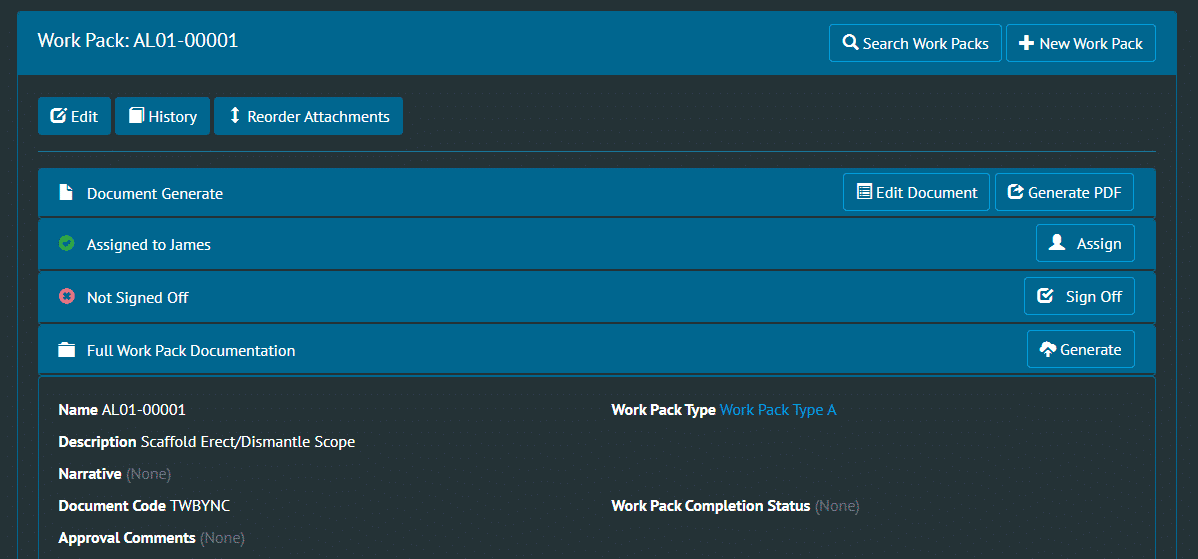 Work Pack: AL01-00001
Search Work Packs
New Work Pack
Edit
History
Reorder Attachments
Document Generate
Edit Document
Generate PDF
Assigned to James
Assign
Not Signed Off
Sign Off
Full Work Pack Documentation
Generate
Name AL01-00001
Work Pack Type Work Pack Type A
Description Scaffold Erect/Dismantle Scope
Narrative (None)
Document Code TWBYNC
Work Pack Completion Status (None)
Approval Comments (None)